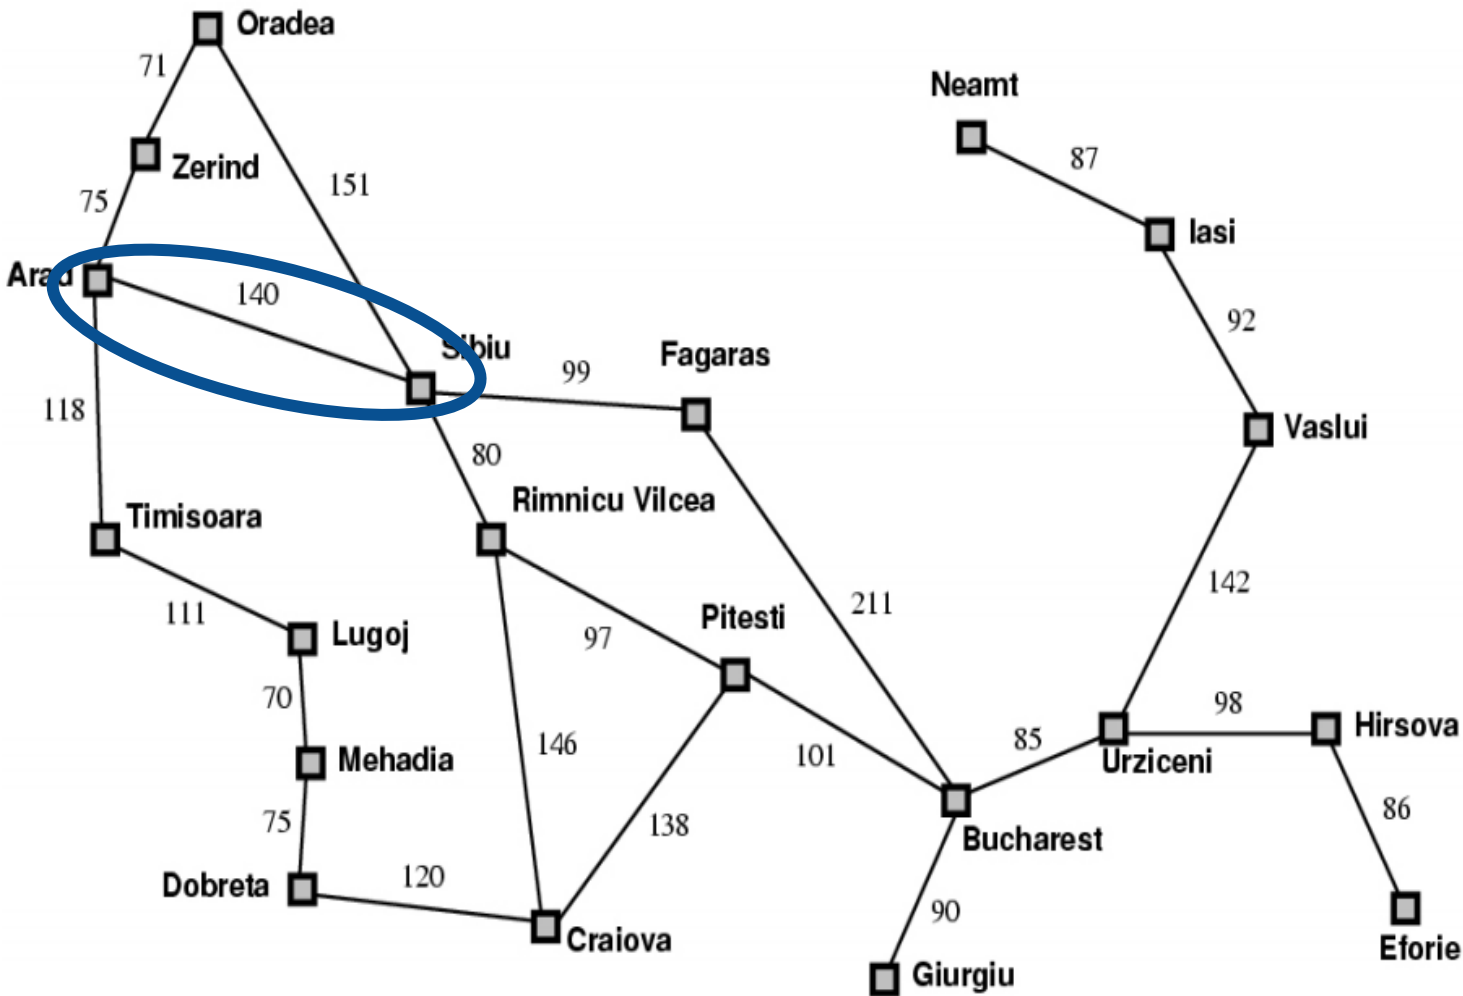 Oradea
71
Neamt
87
Zerind
151
75
Iasi
Arad
140
92
Sibiu
Fagaras
99
118
Vaslui
80
Rimnicu Vilcea
Timisoara
142
211
111
Pitesti
Lugoj
97
70
98
Hirsova
85
146
101
Mehadia
Urziceni
86
75
138
Bucharest
120
Dobreta
90
Craiova
Eforie
Giurgiu